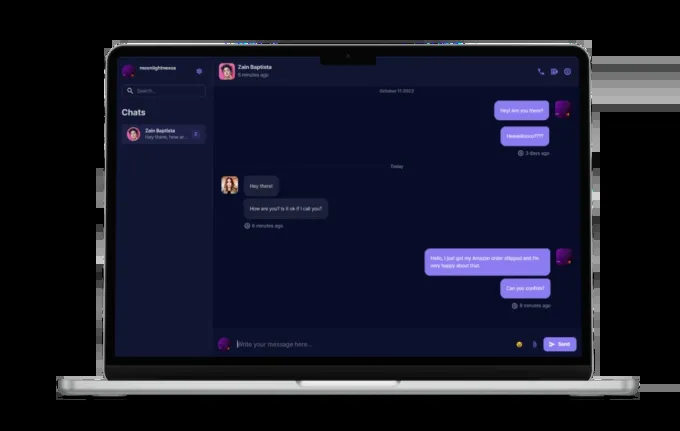 neonlightnesss
Search...
Chats
Zain Baptista
Hey there, how ar...
Zain Baptista
8 minutes ago
October 11 2022
Hey! Are you there?
Heeeellooo????
3 days ago
Today
Hey there!
How are you? Is it ok if I call you?
6 minutes ago
Hello, I just got my Amazon order shipped and I'm
very happy about that.
Can you confirm?
8 minutes ago
Write your message here...
Send